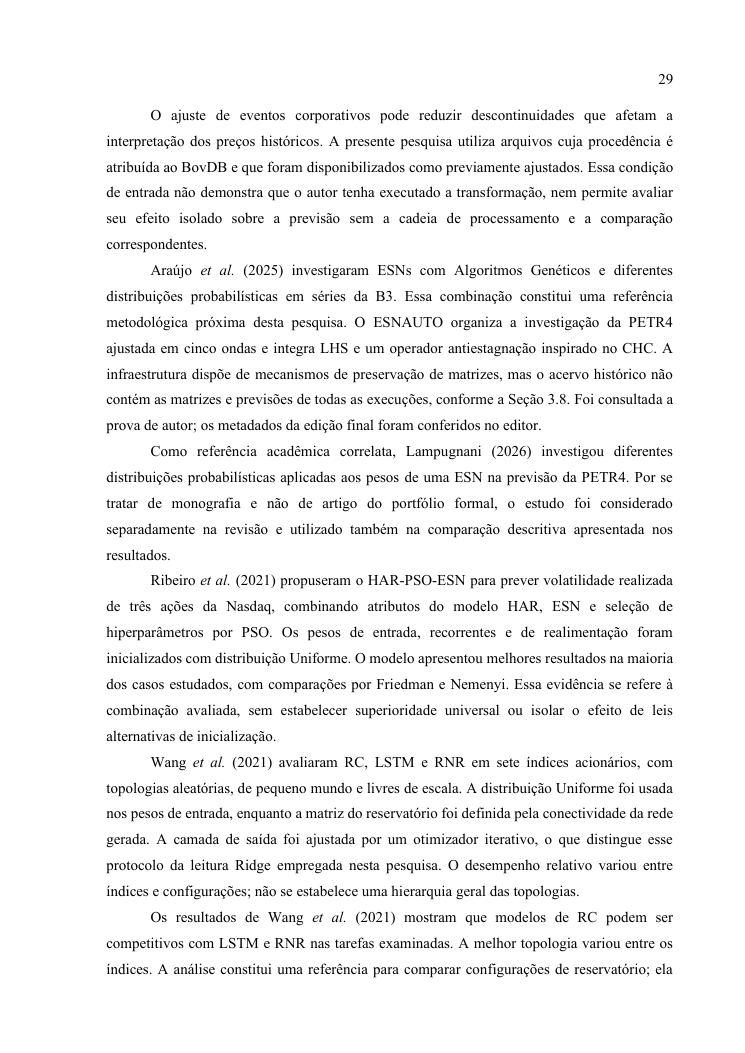 29
O ajuste de eventos corporativos pode reduzir descontinuidades que afetam a
interpretação dos preços históricos. A presente pesquisa utiliza arquivos cuja procedência é
atribuída ao BovDB e que foram disponibilizados como previamente ajustados. Essa condição
de entrada não demonstra que o autor tenha executado a transformação, nem permite avaliar
seu efeito isolado sobre a previsão sem a cadeia de processamento e a comparação
correspondentes.
Araújo et al. (2025) investigaram ESNs com Algoritmos Genéticos e diferentes
distribuições probabilísticas em séries da B3. Essa combinação constitui uma referência
metodológica próxima desta pesquisa. O ESNAUTO organiza a investigação da PETR4
ajustada em cinco ondas e integra LHS e um operador antiestagnação inspirado no CHC. A
infraestrutura dispõe de mecanismos de preservação de matrizes, mas o acervo histórico não
contém as matrizes e previsões de todas as execuções, conforme a Seção 3.8. Foi consultada a
prova de autor; os metadados da edição final foram conferidos no editor.
Como referência acadêmica correlata, Lampugnani (2026) investigou diferentes
distribuições probabilísticas aplicadas aos pesos de uma ESN na previsão da PETR4. Por se
tratar de monografia e não de artigo do portfólio formal, o estudo foi considerado
separadamente na revisão e utilizado também na comparação descritiva apresentada nos
resultados.
Ribeiro et al. (2021) propuseram o HAR-PSO-ESN para prever volatilidade realizada
de três ações da Nasdaq, combinando atributos do modelo HAR, ESN e seleção de
hiperparâmetros por PSO. Os pesos de entrada, recorrentes e de realimentação foram
inicializados com distribuição Uniforme. O modelo apresentou melhores resultados na maioria
dos casos estudados, com comparações por Friedman e Nemenyi. Essa evidência se refere à
combinação avaliada, sem estabelecer superioridade universal ou isolar o efeito de leis
alternativas de inicialização.
Wang et al. (2021) avaliaram RC, LSTM e RNR em sete índices acionários, com
topologias aleatórias, de pequeno mundo e livres de escala. A distribuição Uniforme foi usada
nos pesos de entrada, enquanto a matriz do reservatório foi definida pela conectividade da rede
gerada. A camada de saída foi ajustada por um otimizador iterativo, o que distingue esse
protocolo da leitura Ridge empregada nesta pesquisa. O desempenho relativo variou entre
índices e configurações; não se estabelece uma hierarquia geral das topologias.
Os resultados de Wang et al. (2021) mostram que modelos de RC podem ser
competitivos com LSTM e RNR nas tarefas examinadas. A melhor topologia variou entre os
índices. A análise constitui uma referência para comparar configurações de reservatório; ela